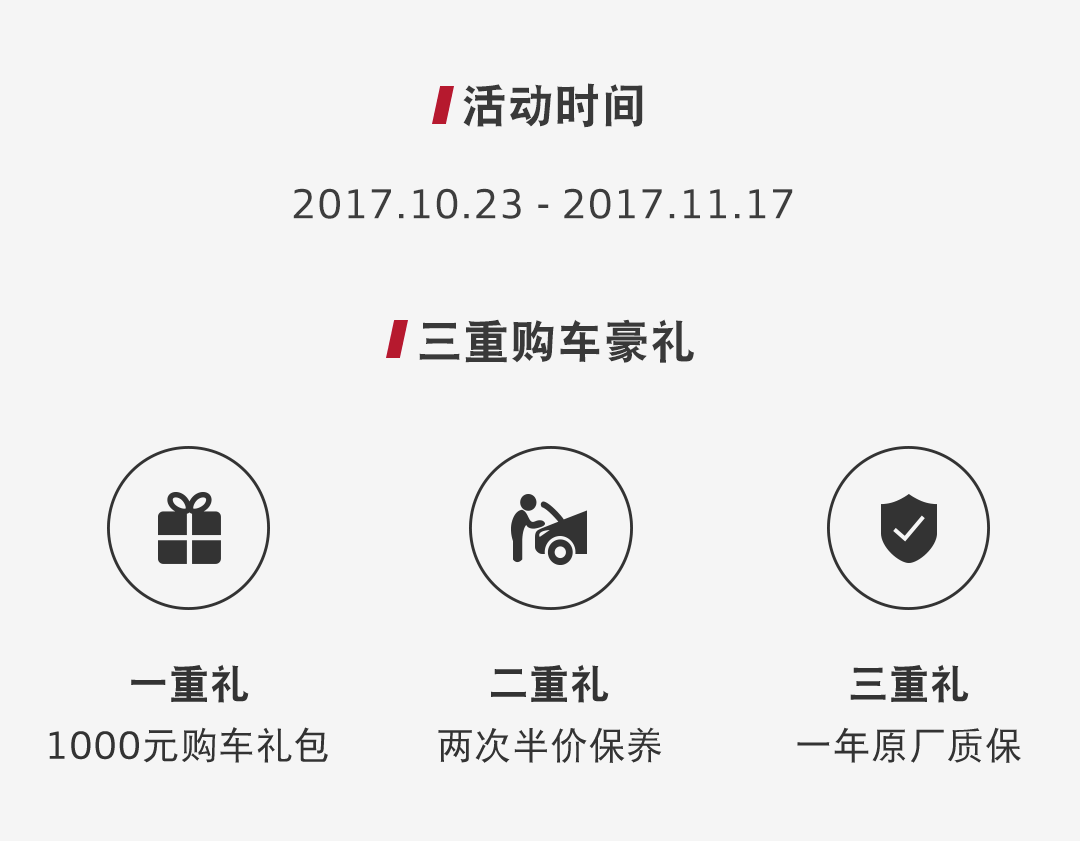 活动时间
2017.10.23 - 2017.11.17
三重购车豪礼
一重礼
1000元购车礼包
二重礼
两次半价保养
三重礼
一年原厂质保